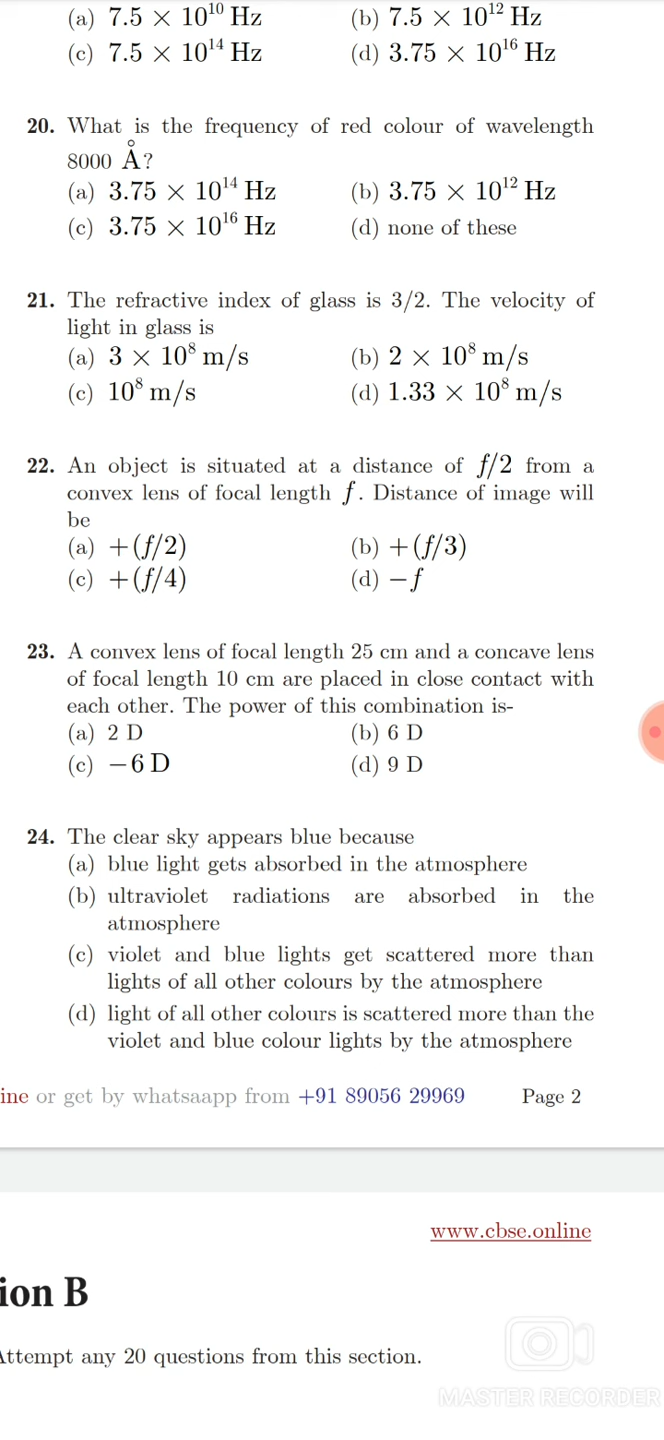 (a) 7.5 × 10¹⁰ Hz (b) 7.5 × 10¹² Hz
(c) 7.5 × 10¹⁴ Hz (d) 3.75 × 10¹⁶ Hz
20. What is the frequency of red colour of wavelength
8000 Å?
(a) 3.75 × 10¹⁴ Hz (b) 3.75 × 10¹² Hz
(c) 3.75 × 10¹⁶ Hz (d) none of these
21. The refractive index of glass is 3/2. The velocity of
light in glass is
(a) 3 × 10⁸ m/s (b) 2 × 10⁸ m/s
(c) 10⁸ m/s (d) 1.33 × 10⁸ m/s
22. An object is situated at a distance of f/2 from a
convex lens of focal length f. Distance of image will
be
(a) +(f/2) (b) +(f/3)
(c) +(f/4) (d) −f
23. A convex lens of focal length 25 cm and a concave lens
of focal length 10 cm are placed in close contact with
each other. The power of this combination is-
(a) 2 D (b) 6 D
(c) −6 D (d) 9 D
24. The clear sky appears blue because
(a) blue light gets absorbed in the atmosphere
(b) ultraviolet radiations are absorbed in the
atmosphere
(c) violet and blue lights get scattered more than
lights of all other colours by the atmosphere
(d) light of all other colours is scattered more than the
violet and blue colour lights by the atmosphere
ine or get by whatsaapp from +91 89056 29969 Page 2
www.cbse.online
ion B
Attempt any 20 questions from this section.
MASTER RECORDER